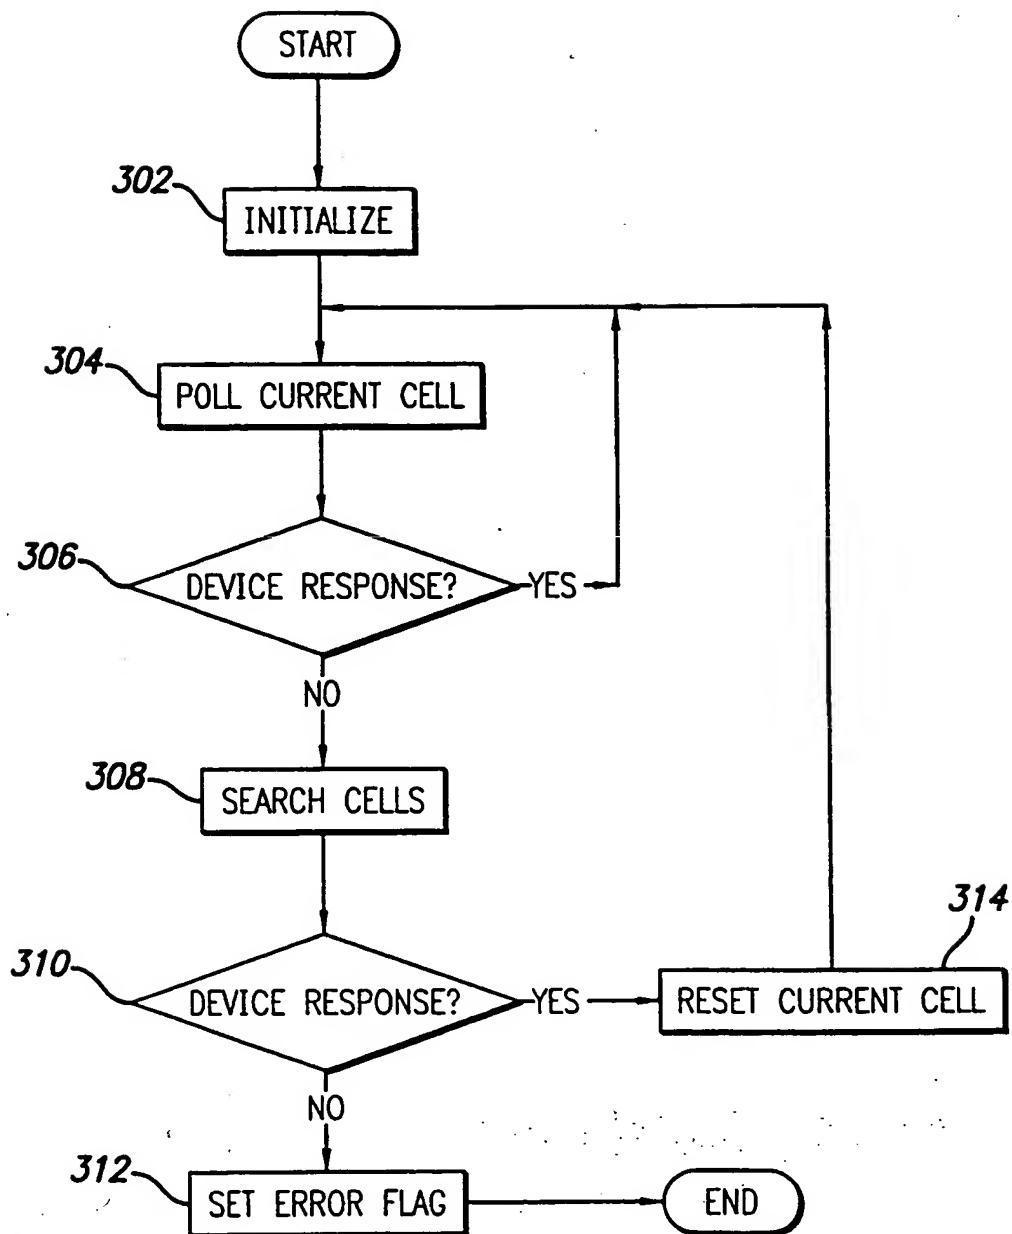 START
302
INITIALIZE
304
POLL CURRENT CELL
306
DEVICE RESPONSE?
YES
NO
308
SEARCH CELLS
310
DEVICE RESPONSE?
YES
314
RESET CURRENT CELL
NO
312
SET ERROR FLAG
END